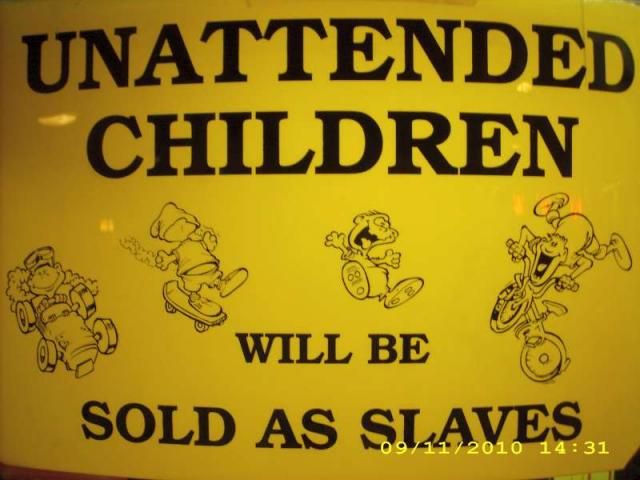 UNATTENDED
CHILDREN
WILL BE
SOLD AS SLAVES
09/11/2010 14:31